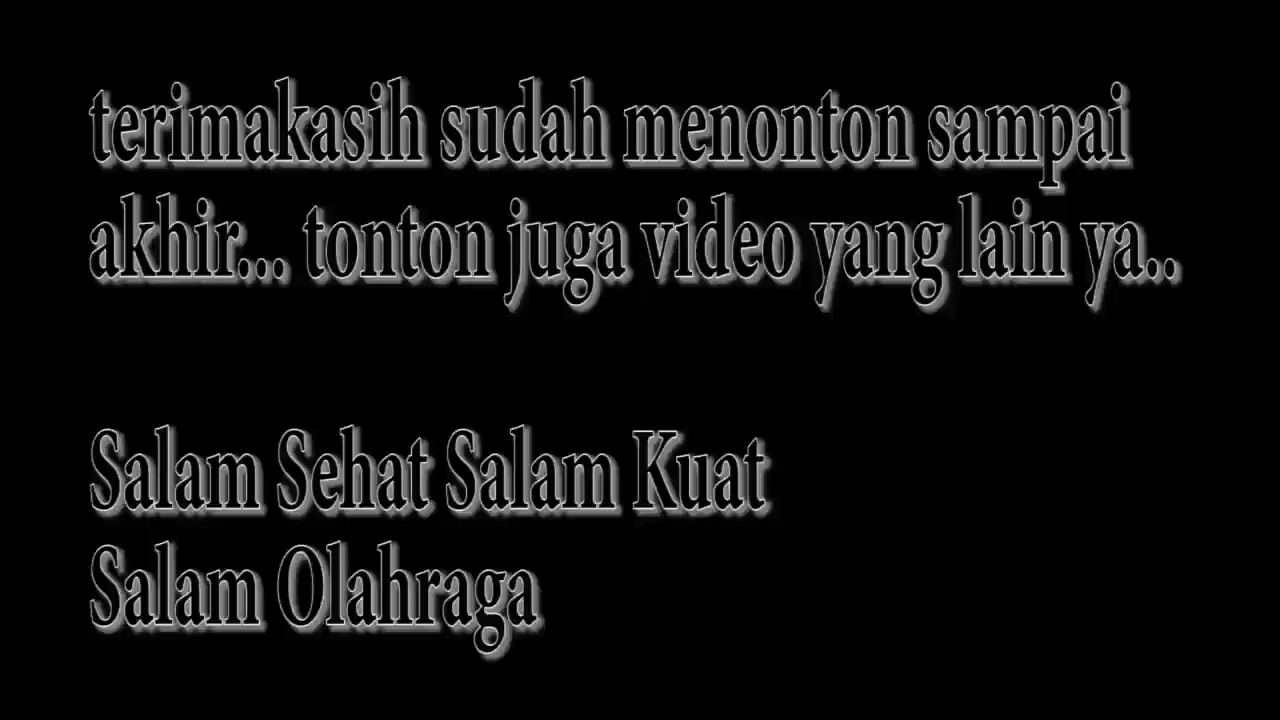 terimakasih sudah menonton sampai
akhir... tonton juga video yang lain ya..
Salam Sehat Salam Kuat
Salam Olahraga